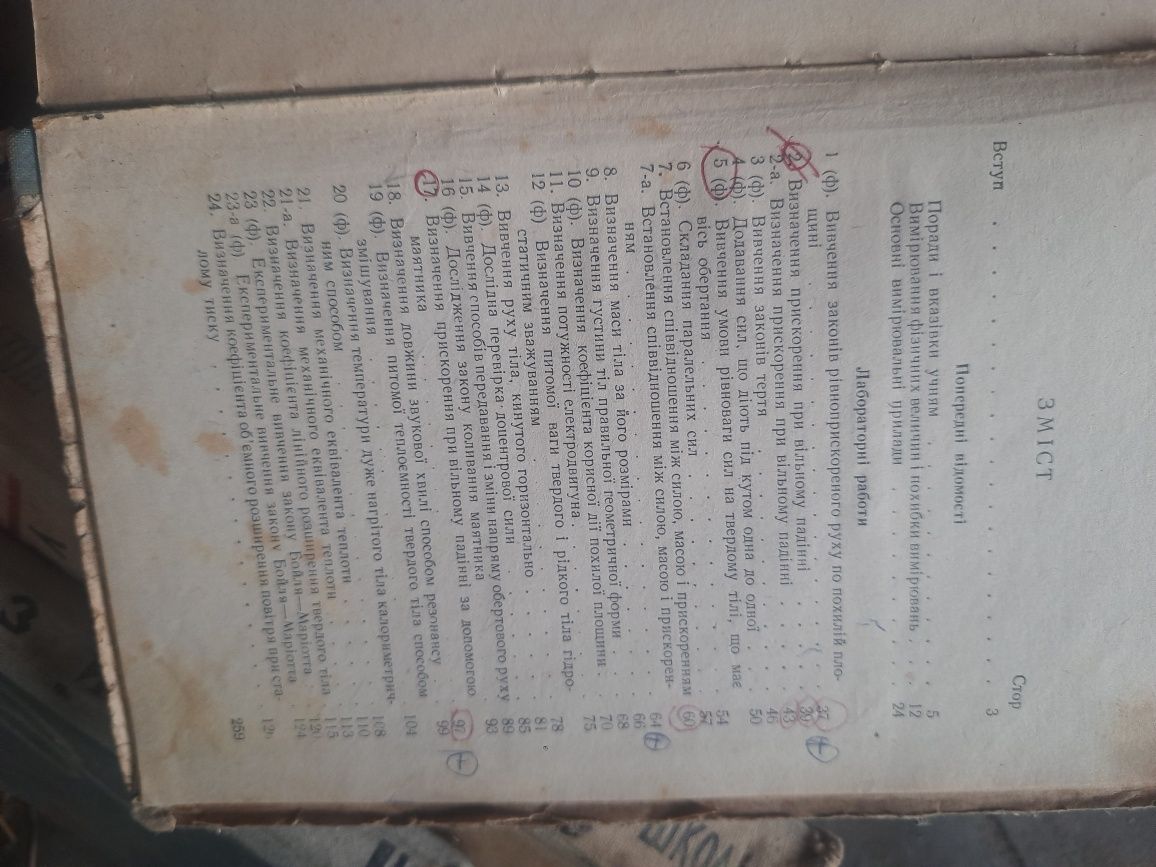 ЗМІСТ
Стор
Вступ . . . . . . . . . . . . . . . . . 3
Попередні відомості
Поради і вказівки учням . . . . . . . . . . 5
Вимірювання фізичних величин і похибки вимірювань . 12
Основні вимірювальні прилади . . . . . . . . 24
Лабораторні работи
1 (ф). Вивчення законів рівноприскореного руху по похилій пло-
щині . . . . . . . . . . 37
2. Визначення прискорення при вільному падінні . . 39
2-а. Визначення прискорення при вільному падінні . . 43
3 (ф). Вивчення законів тертя . . . . . . . . 46
4 (ф). Додавання сил, що діють під кутом одна до одної . 50
5 (ф). Вивчення умови рівноваги сил на твердому тілі, що має
вісь обертання . . . . . . . . . . 54
6 (ф). Складання паралельних сил . . . . . . 57
7. Встановлення співвідношення між силою, масою і прискоренням 60
7-а. Встановлення співвідношення між силою, масою і прискорен-
ням . . . . . . . . . . 64
8. Визначення маси тіла за його розмірами . . . . 66
9. Визначення густини тіл правильної геометричної форми 68
10 (ф). Визначення коефіцієнта корисної дії похилої площини . 70
11. Визначення потужності електродвигуна . . . . 75
12 (ф) Визначення питомої ваги твердого і рідкого тіла гідро-
статичним зважуванням . . . . . . 78
13. Вивчення руху тіла, кинутого горизонтально . . 81
14 (ф). Дослідна перевірка доцентрової сили . . . . 85
15. Вивчення способів передавання і зміни напряму обертового руху 89
16 (ф). Дослідження закону коливання маятника . . . 93
17. Визначення прискорення при вільному падінні за допомогою
маятника . . . . . . . . . . 97
18. Визначення довжини звукової хвилі способом резонансу . 99
19 (ф) Визначення питомої теплоємності твердого тіла способом
змішування . . . . . . . . . . 104
20 (ф). Визначення температури дуже нагрітого тіла калориметрич-
ним способом . . . . . . . . . . 108
21. Визначення механічного еквівалента теплоти . . 110
21-а. Визначення механічного еквівалента теплоти . . 113
22. Визначення коефіцієнта лінійного розширення твердого тіла 115
23 (ф). Експериментальне вивчення закону Бойля—Маріотта 120
23-а (ф) Експериментальне вивчення закону Бойля—Маріотта 124
24. Визначення коефіцієнта об'ємного розширення повітря при ста-
лому тиску . . . . . . . . . . 126
259
ШКОЛ